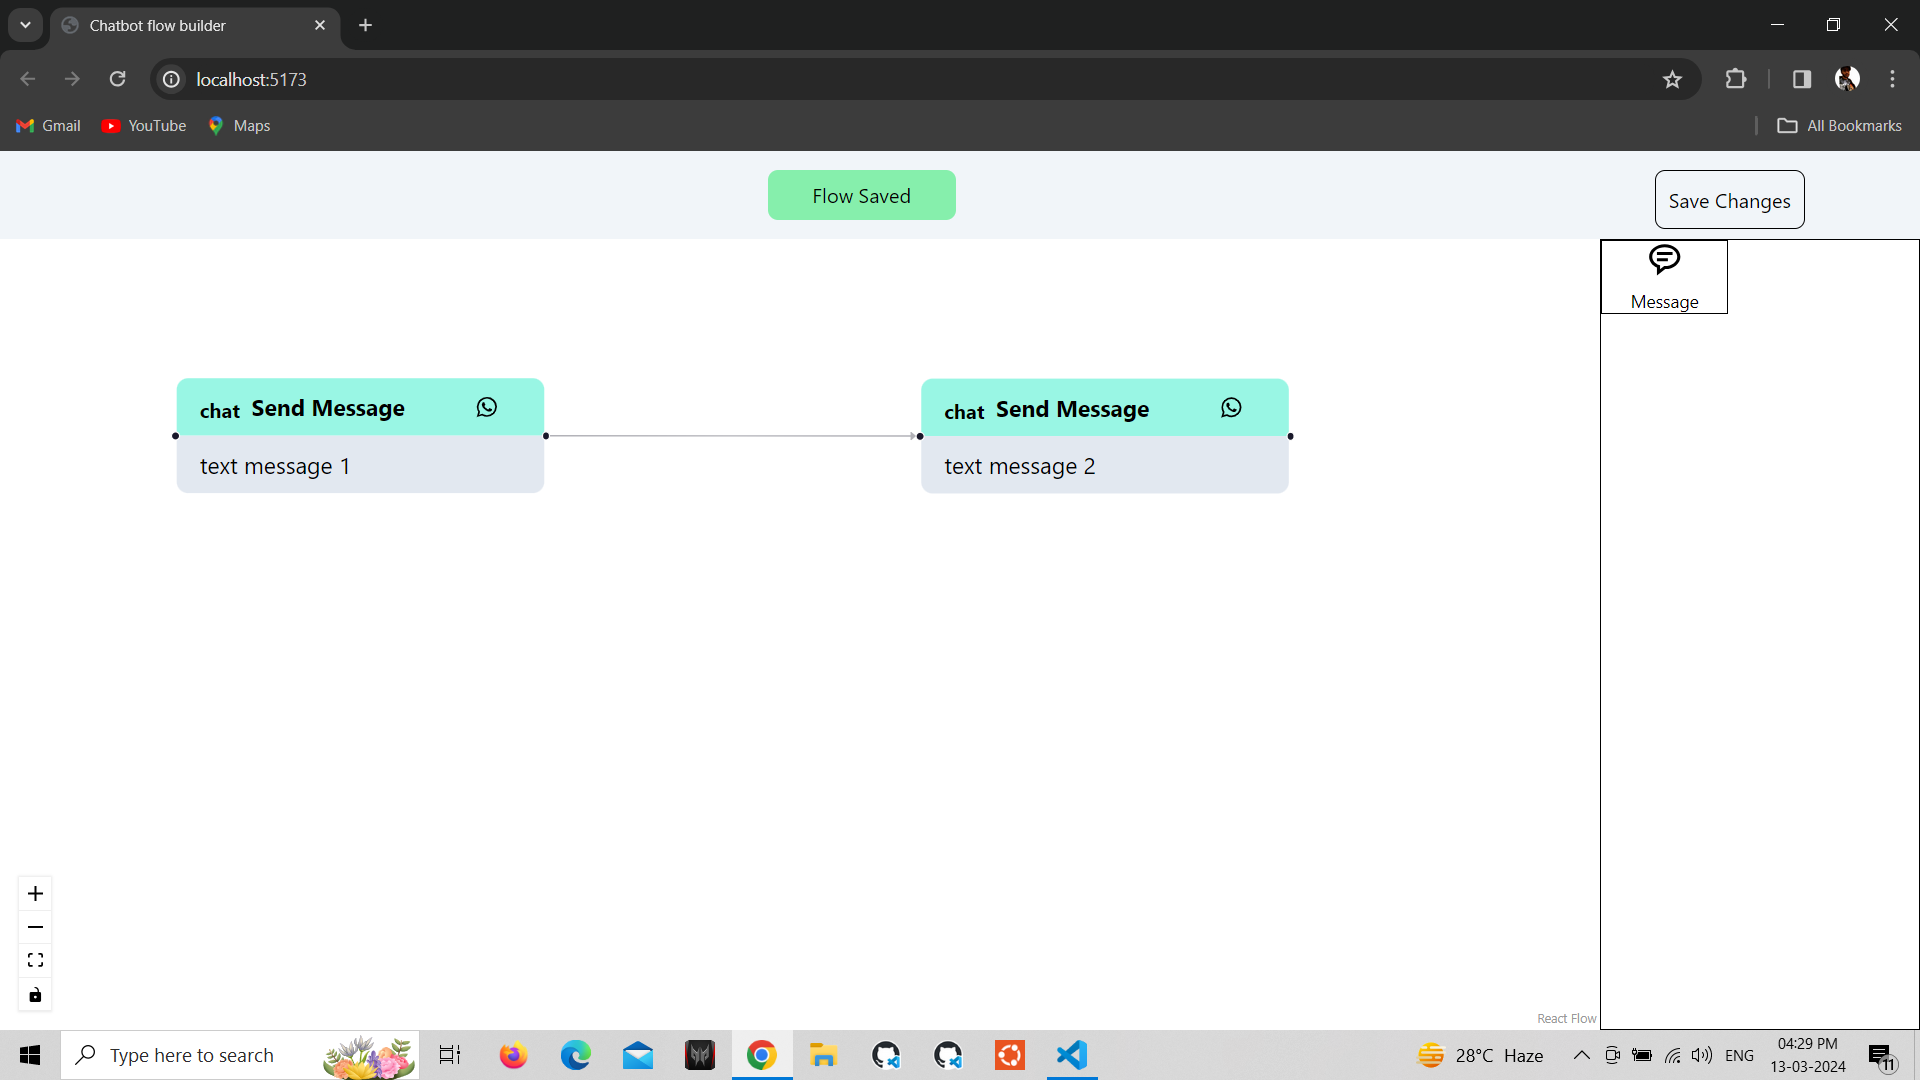 Chatbot flow builder
localhost:5173
Gmail YouTube Maps All Bookmarks
Flow Saved
Save Changes
Message
chat Send Message
text message 1
chat Send Message
text message 2
React Flow
Type here to search
28°C Haze
ENG
04:29 PM
13-03-2024
11